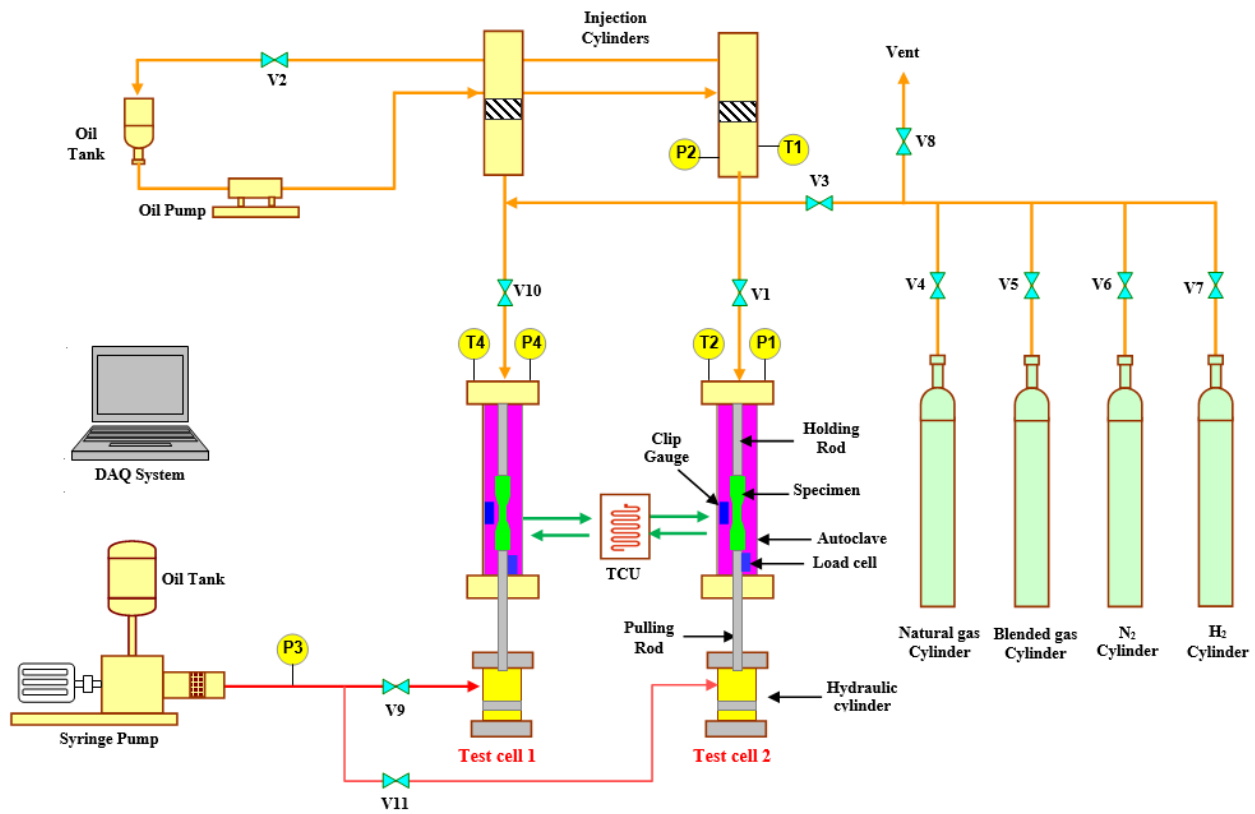 Injection
Cylinders
Vent
V2
V8
Oil
Tank
P2
T1
V3
Oil Pump
V10
V1
V4
V5
V6
V7
T4
P4
T2
P1
Clip
Gauge
Holding
Rod
DAQ System
Specimen
Autoclave
TCU
Load cell
Oil Tank
Natural gas
Cylinder
Blended gas
Cylinder
N₂
Cylinder
H₂
Cylinder
Pulling
Rod
P3
Hydraulic
cylinder
V9
Syringe Pump
Test cell 1
Test cell 2
V11